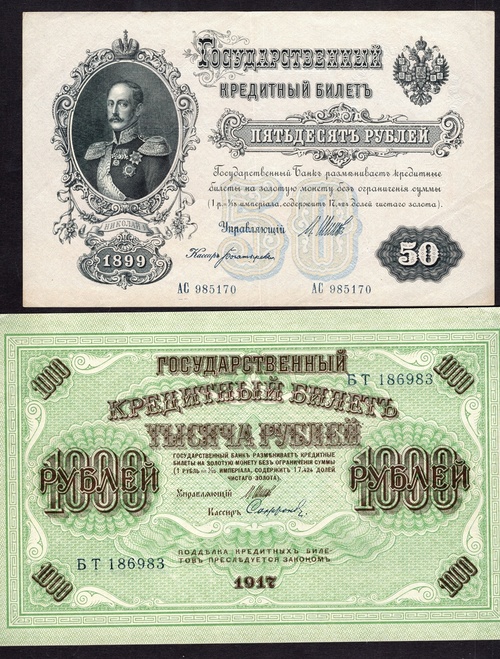 Государственный
кредитный билетъ
пятьдесятъ рублей
Государственный Банкъ размѣниваетъ кредитные
билеты на золотую монету безъ ограниченія суммы
(1 р.=1/15 имперіала, содержитъ 17,424 долей чистаго золота).
50
Управляющій
Кассиръ
50
НИКОЛАЙ I
1899
АС 985170 АС 985170
1000 ГОСУДАРСТВЕННЫЙ 1000
БТ 186983
КРЕДИТНЫЙ БИЛЕТЪ
ТЫСЯЧА РУБЛЕЙ
ГОСУДАРСТВЕННЫЙ БАНКЪ РАЗМѢНИВАЕТЪ КРЕДИТНЫЕ
БИЛЕТЫ НА ЗОЛОТУЮ МОНЕТУ БЕЗЪ ОГРАНИЧЕНІЯ СУММЫ
(1 РУБЛЬ = 1/15 ИМПЕРІАЛА, СОДЕРЖИТЪ 17,424 ДОЛЕЙ
ЧИСТАГО ЗОЛОТА).
1000 РУБЛЕЙ 1000 РУБЛЕЙ
Управляющій
Кассиръ
БТ 186983
ПОДДѢЛКА КРЕДИТНЫХЪ БИЛЕ-
ТОВЪ ПРЕСЛѢДУЕТСЯ ЗАКОНОМЪ.
1000 1917 1000